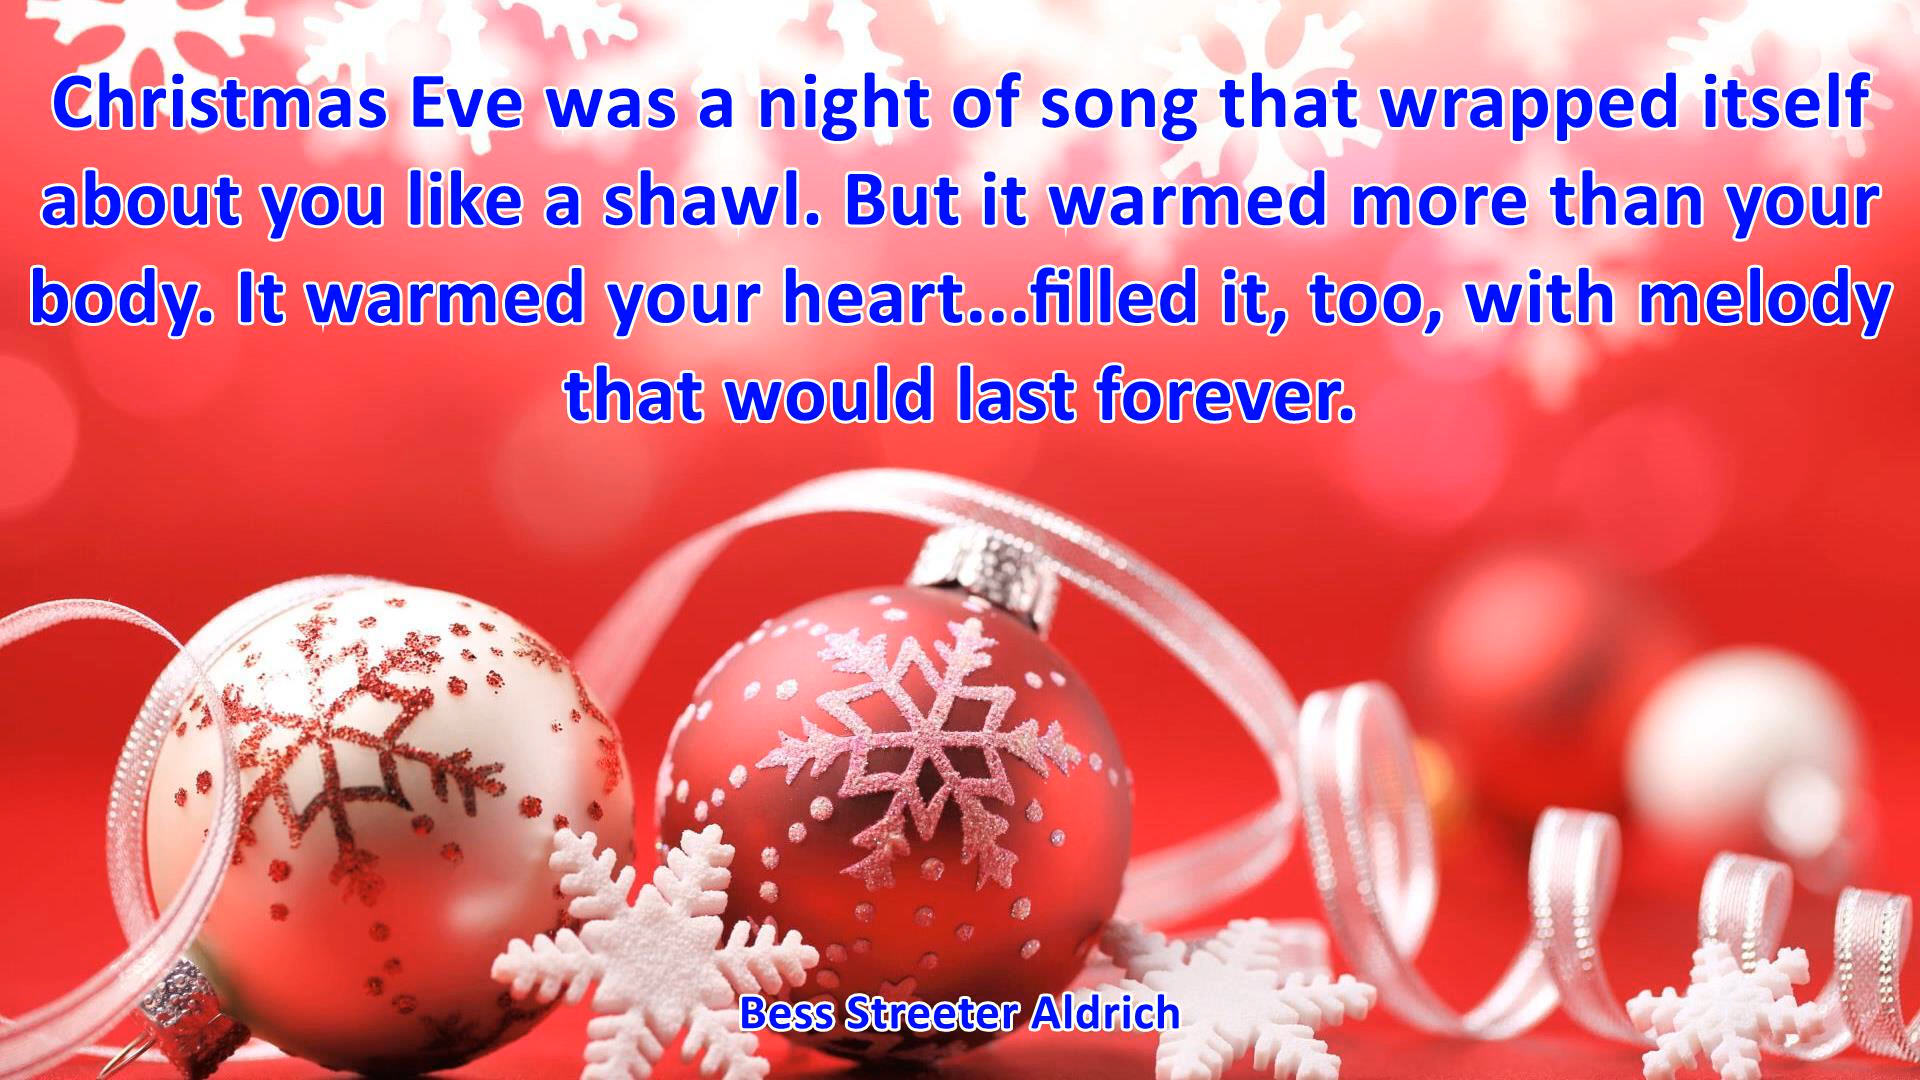 Christmas Eve was a night of song that wrapped itself
about you like a shawl. But it warmed more than your
body. It warmed your heart...filled it, too, with melody
that would last forever.
Bess Streeter Aldrich